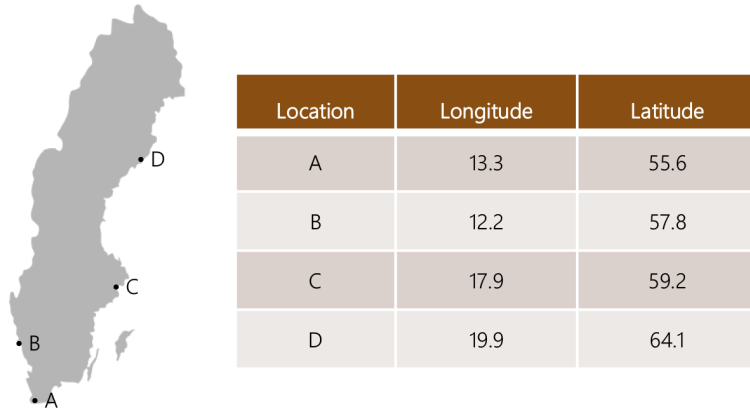 D
C
B
A
Location Longitude Latitude
A 13.3 55.6
B 12.2 57.8
C 17.9 59.2
D 19.9 64.1